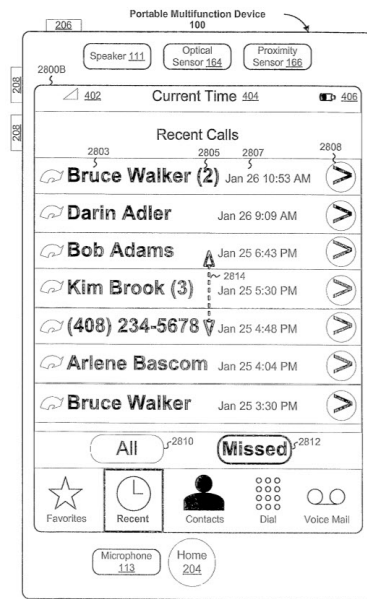 Portable Multifunction Device
100
206
Speaker 111
Optical
Sensor 164
Proximity
Sensor 166
2800B
208
402
Current Time 404
406
208
Recent Calls
2803
2805
2807
2808
Bruce Walker (2) Jan 26 10:53 AM
Darin Adler Jan 26 9:09 AM
Bob Adams Jan 25 6:43 PM
2814
Kim Brook (3) Jan 25 5:30 PM
(408) 234-5678 Jan 25 4:48 PM
Arlene Bascom Jan 25 4:04 PM
Bruce Walker Jan 25 3:30 PM
All 2810
Missed 2812
Favorites
Recent
Contacts
Dial
Voice Mail
Microphone
113
Home
204